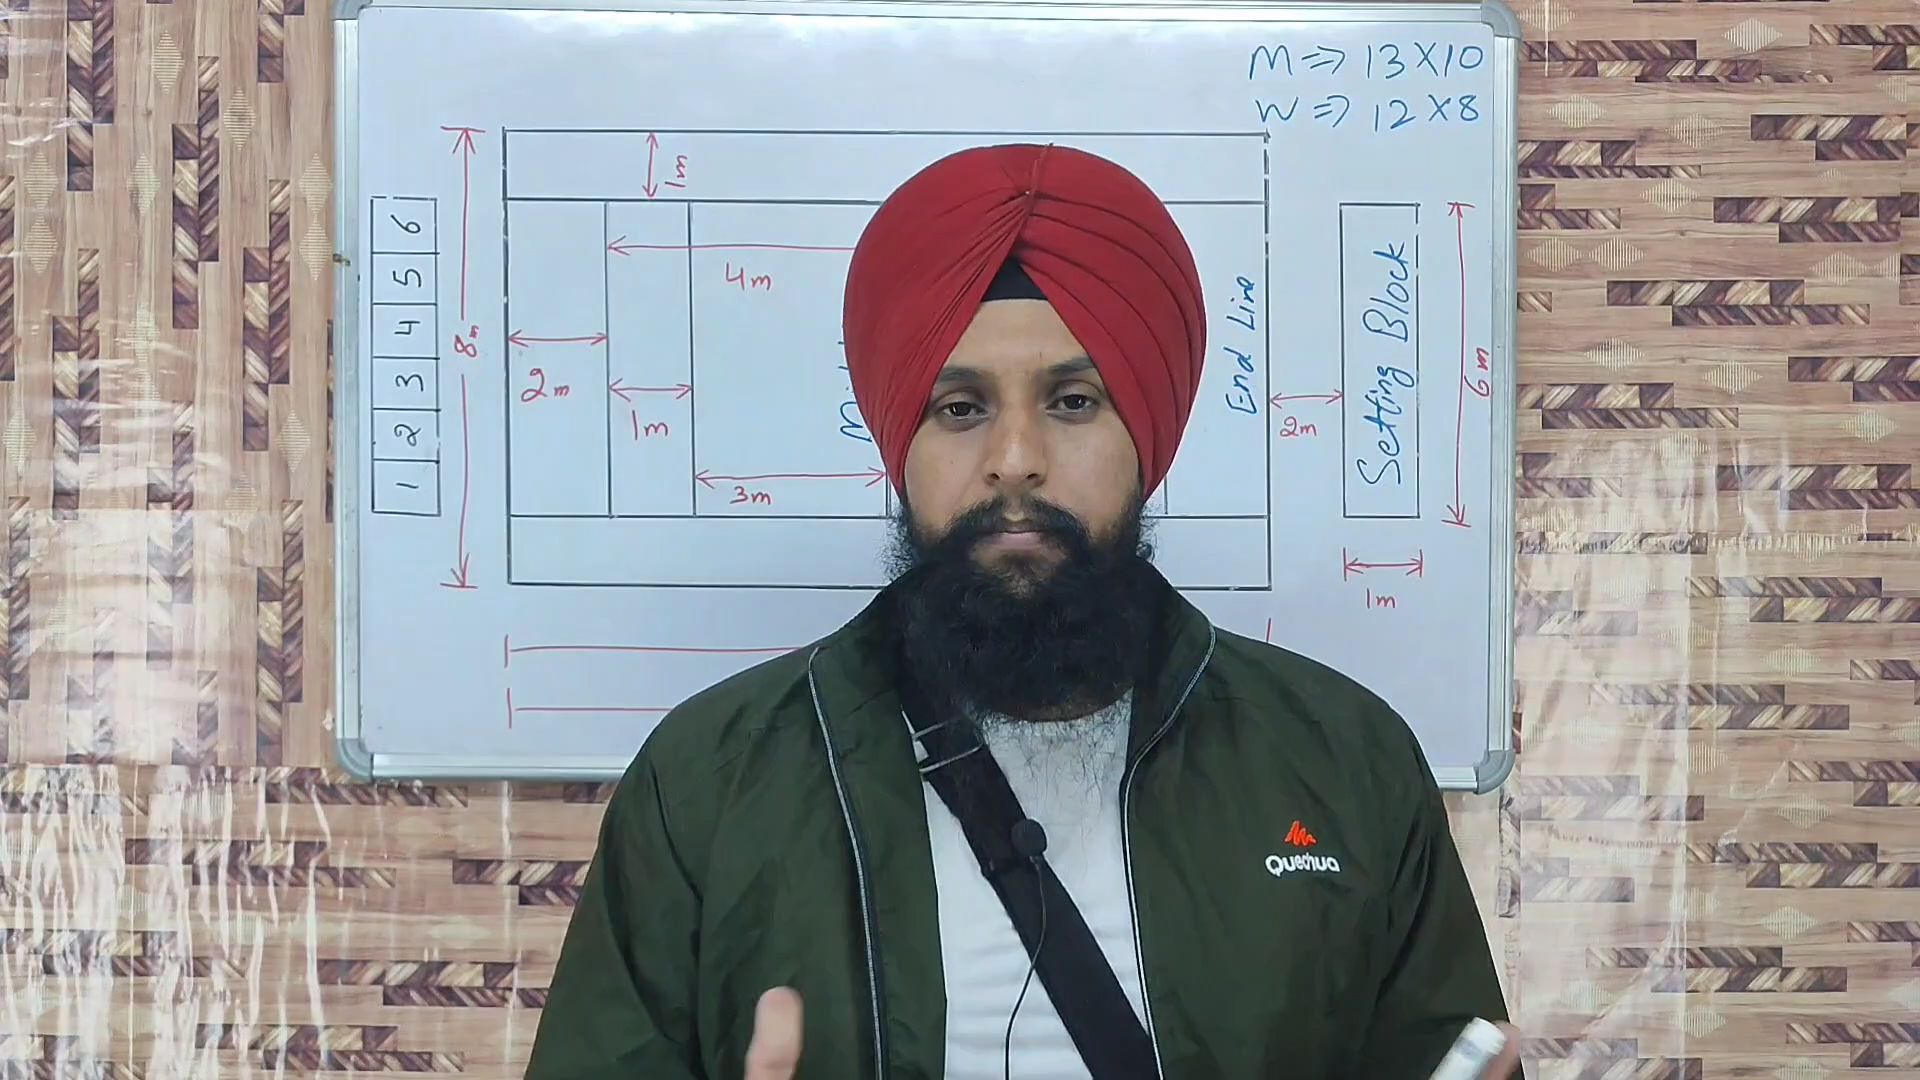 M ⇒ 13 X 10
W ⇒ 12 X 8
1m
6
5
4
3
2
1
8m
4m
2m
1m
3m
End Line
2m
Setting Block
6m
1m
Quechua